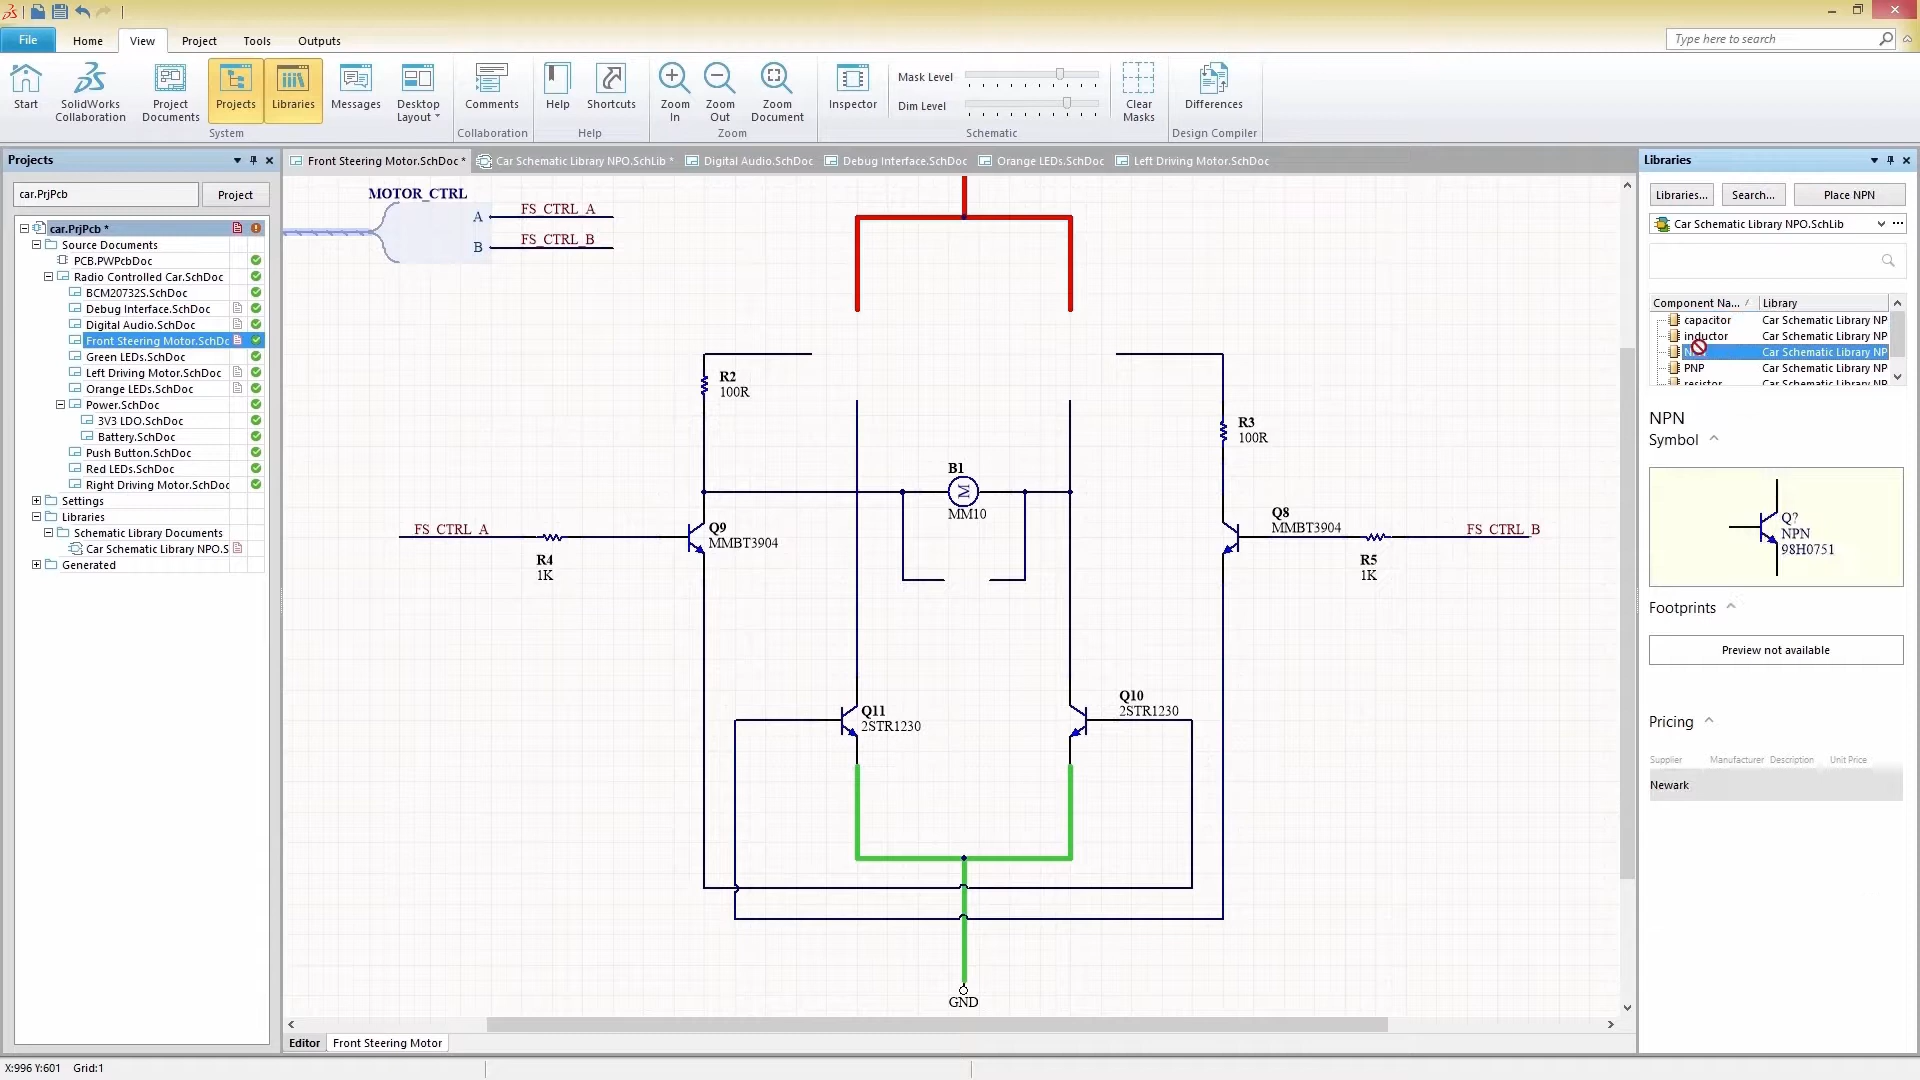 File
Home
View
Project
Tools
Outputs
Type here to search
Start
SolidWorks
Collaboration
Project
Documents
Projects
Libraries
Messages
Desktop
Layout
System
Comments
Collaboration
Help
Shortcuts
Help
Zoom
In
Zoom
Out
Zoom
Document
Zoom
Inspector
Mask Level
Dim Level
Clear
Masks
Schematic
Differences
Design Compiler
Projects
car.PrjPcb
Project
car.PrjPcb *
Source Documents
PCB.PWPcbDoc
Radio Controlled Car.SchDoc
BCM20732S.SchDoc
Debug Interface.SchDoc
Digital Audio.SchDoc
Front Steering Motor.SchDc
Green LEDs.SchDoc
Left Driving Motor.SchDoc
Orange LEDs.SchDoc
Power.SchDoc
3V3 LDO.SchDoc
Battery.SchDoc
Push Button.SchDoc
Red LEDs.SchDoc
Right Driving Motor.SchDoc
Settings
Libraries
Schematic Library Documents
Car Schematic Library NPO.S
Generated
Front Steering Motor.SchDoc *
Car Schematic Library NPO.SchLib *
Digital Audio.SchDoc
Debug Interface.SchDoc
Orange LEDs.SchDoc
Left Driving Motor.SchDoc
MOTOR_CTRL
A
FS_CTRL_A
B
FS_CTRL_B
R2
100R
R3
100R
B1
M
MM10
FS_CTRL_A
R4
1K
Q9
MMBT3904
Q8
MMBT3904
FS_CTRL_B
R5
1K
Q11
2STR1230
Q10
2STR1230
GND
Editor
Front Steering Motor
Libraries
Libraries...
Search...
Place NPN
Car Schematic Library NPO.SchLib
Component Na...
Library
capacitor
Car Schematic Library NP
inductor
Car Schematic Library NP
Car Schematic Library NP
PNP
Car Schematic Library NP
resistor
Car Schematic Library NP
NPN
Symbol
Q?
NPN
98H0751
Footprints
Preview not available
Pricing
Supplier
Manufacturer
Description
Unit Price
Newark
X:996 Y:601 Grid:1